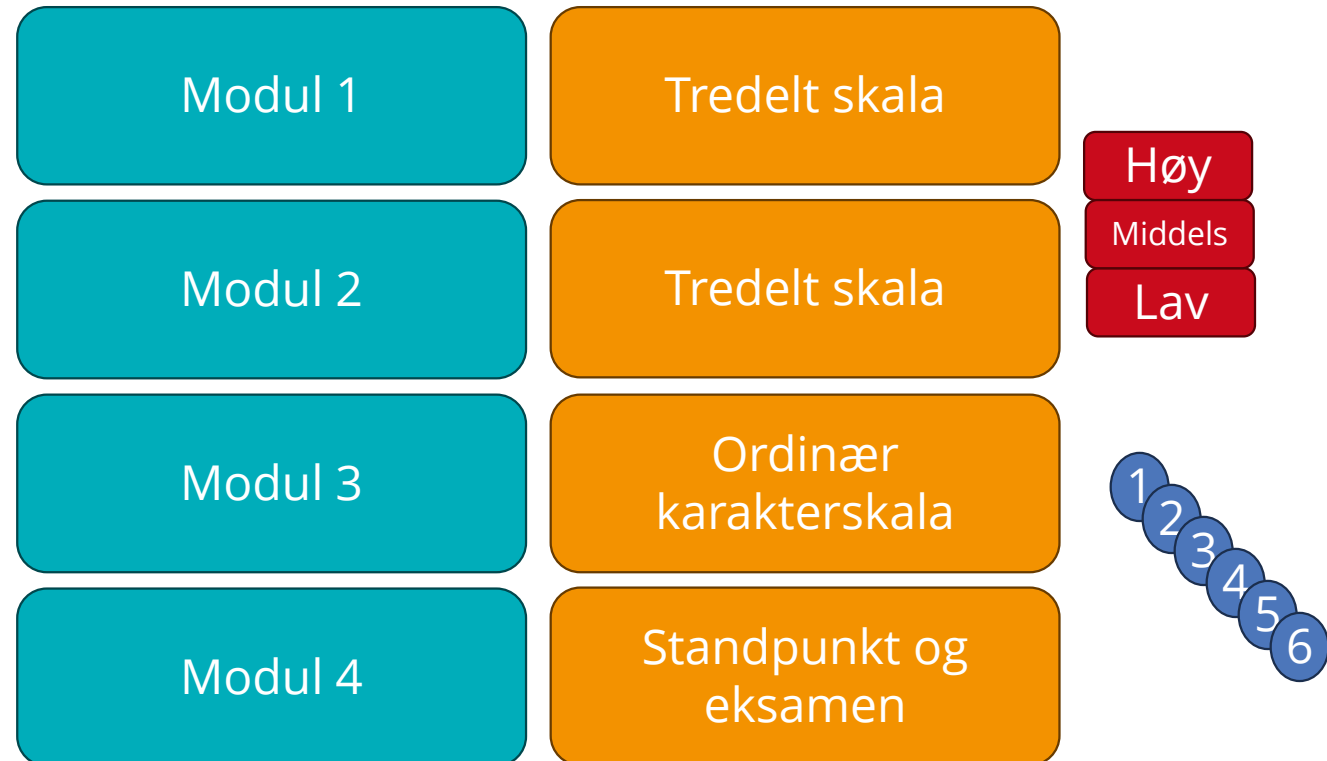 Modul 1
Tredelt skala
Høy
Middels
Lav
Modul 2
Tredelt skala
Modul 3
Ordinær
karakterskala
1
2
3
4
5
6
Modul 4
Standpunkt og
eksamen